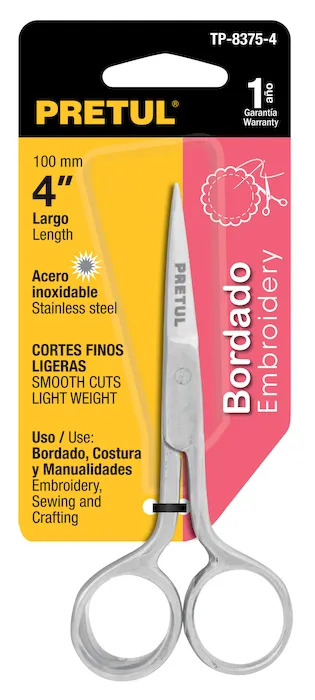 TP-8375-4
PRETUL®
1 año
Garantía
Warranty
100 mm
4”
Largo
Length
Acero
inoxidable
Stainless steel
CORTES FINOS
LIGERAS
SMOOTH CUTS
LIGHT WEIGHT
Uso / Use:
Bordado, Costura
y Manualidades
Embroidery,
Sewing and
Crafting
PRETUL
Bordado
Embroidery